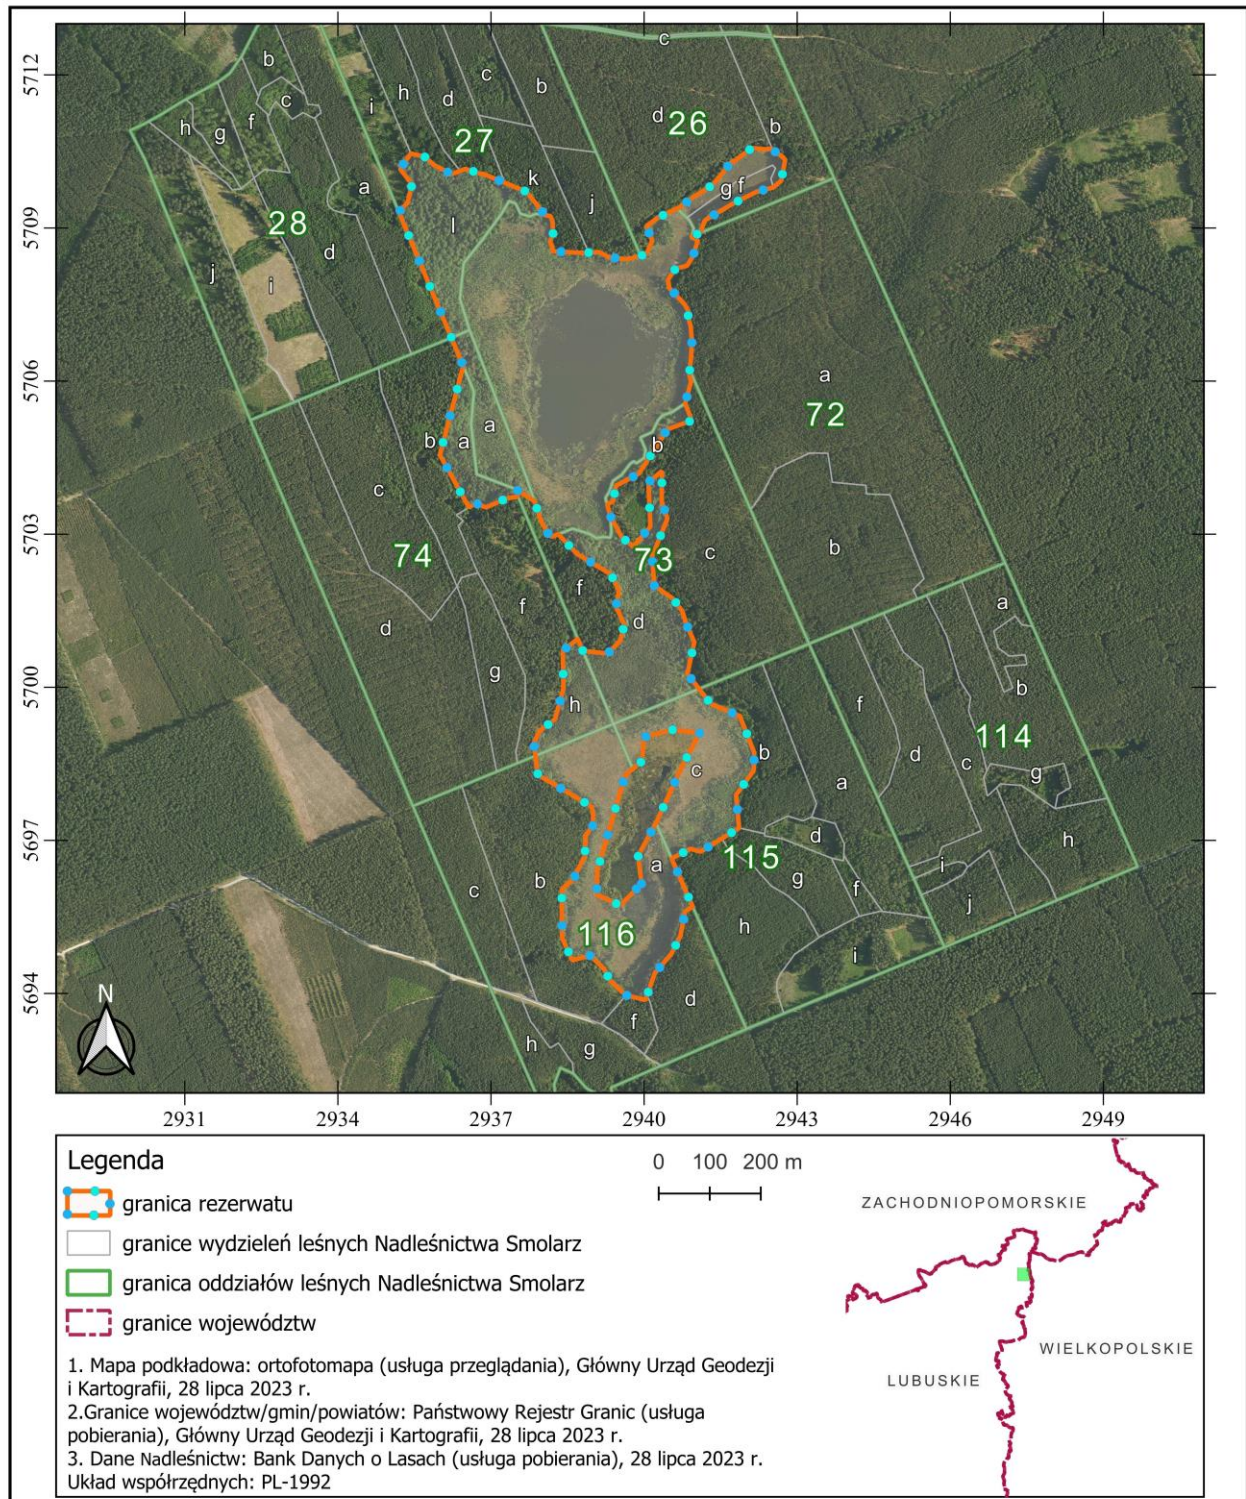 5712
5709
5706
5703
5700
5697
5694
c
b
c
h
g
f
i
h
d
c
b
d
26
b
27
k
j
g f
a
28
l
d
j
i
a
72
a
b
a
b
c
74
73
c
b
f
f
d
d
g
h
a
b
f
114
d
c
g
c
b
a
h
d
115
i
a
g
f
j
c
b
h
116
i
d
f
h
g
N
2931 2934 2937 2940 2943 2946 2949
Legenda
granica rezerwatu
granice wydzieleń leśnych Nadleśnictwa Smolarz
granica oddziałów leśnych Nadleśnictwa Smolarz
granice województw
1. Mapa podkładowa: ortofotomapa (usługa przeglądania), Główny Urząd Geodezji
i Kartografii, 28 lipca 2023 r.
2.Granice województw/gmin/powiatów: Państwowy Rejestr Granic (usługa
pobierania), Główny Urząd Geodezji i Kartografii, 28 lipca 2023 r.
3. Dane Nadleśnictw: Bank Danych o Lasach (usługa pobierania), 28 lipca 2023 r.
Układ współrzędnych: PL-1992
0 100 200 m
ZACHODNIOPOMORSKIE
WIELKOPOLSKIE
LUBUSKIE